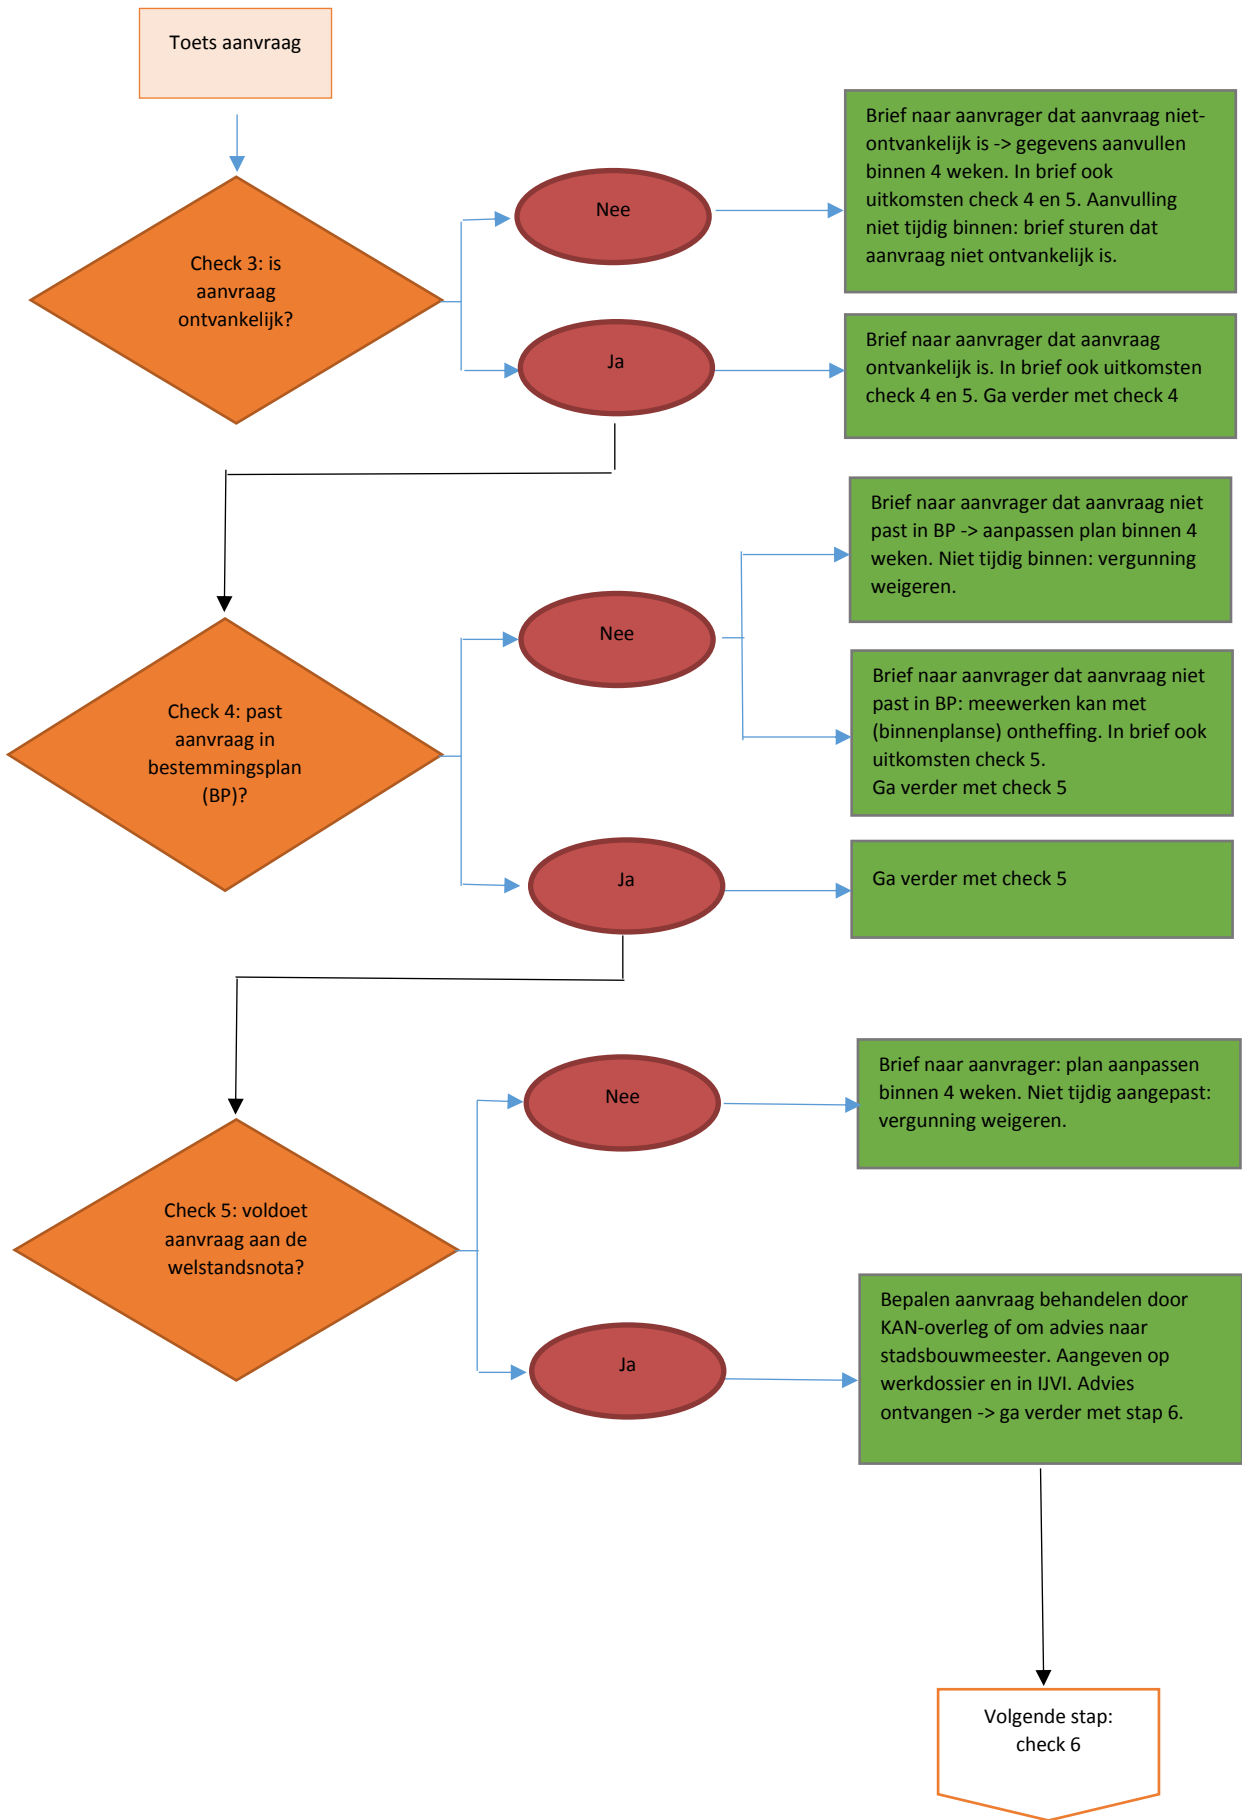 Toets aanvraag
Check 3: is
aanvraag
ontvankelijk?
Nee
Brief naar aanvrager dat aanvraag niet-
ontvankelijk is -> gegevens aanvullen
binnen 4 weken. In brief ook
uitkomsten check 4 en 5. Aanvulling
niet tijdig binnen: brief sturen dat
aanvraag niet ontvankelijk is.
Ja
Brief naar aanvrager dat aanvraag
ontvankelijk is. In brief ook uitkomsten
check 4 en 5. Ga verder met check 4
Check 4: past
aanvraag in
bestemmingsplan
(BP)?
Nee
Brief naar aanvrager dat aanvraag niet
past in BP -> aanpassen plan binnen 4
weken. Niet tijdig binnen: vergunning
weigeren.
Brief naar aanvrager dat aanvraag niet
past in BP: meewerken kan met
(binnenplanse) ontheffing. In brief ook
uitkomsten check 5.
Ga verder met check 5
Ja
Ga verder met check 5
Check 5: voldoet
aanvraag aan de
welstandsnota?
Nee
Brief naar aanvrager: plan aanpassen
binnen 4 weken. Niet tijdig aangepast:
vergunning weigeren.
Ja
Bepalen aanvraag behandelen door
KAN-overleg of om advies naar
stadsbouwmeester. Aangeven op
werkdossier en in IJVI. Advies
ontvangen -> ga verder met stap 6.
Volgende stap:
check 6